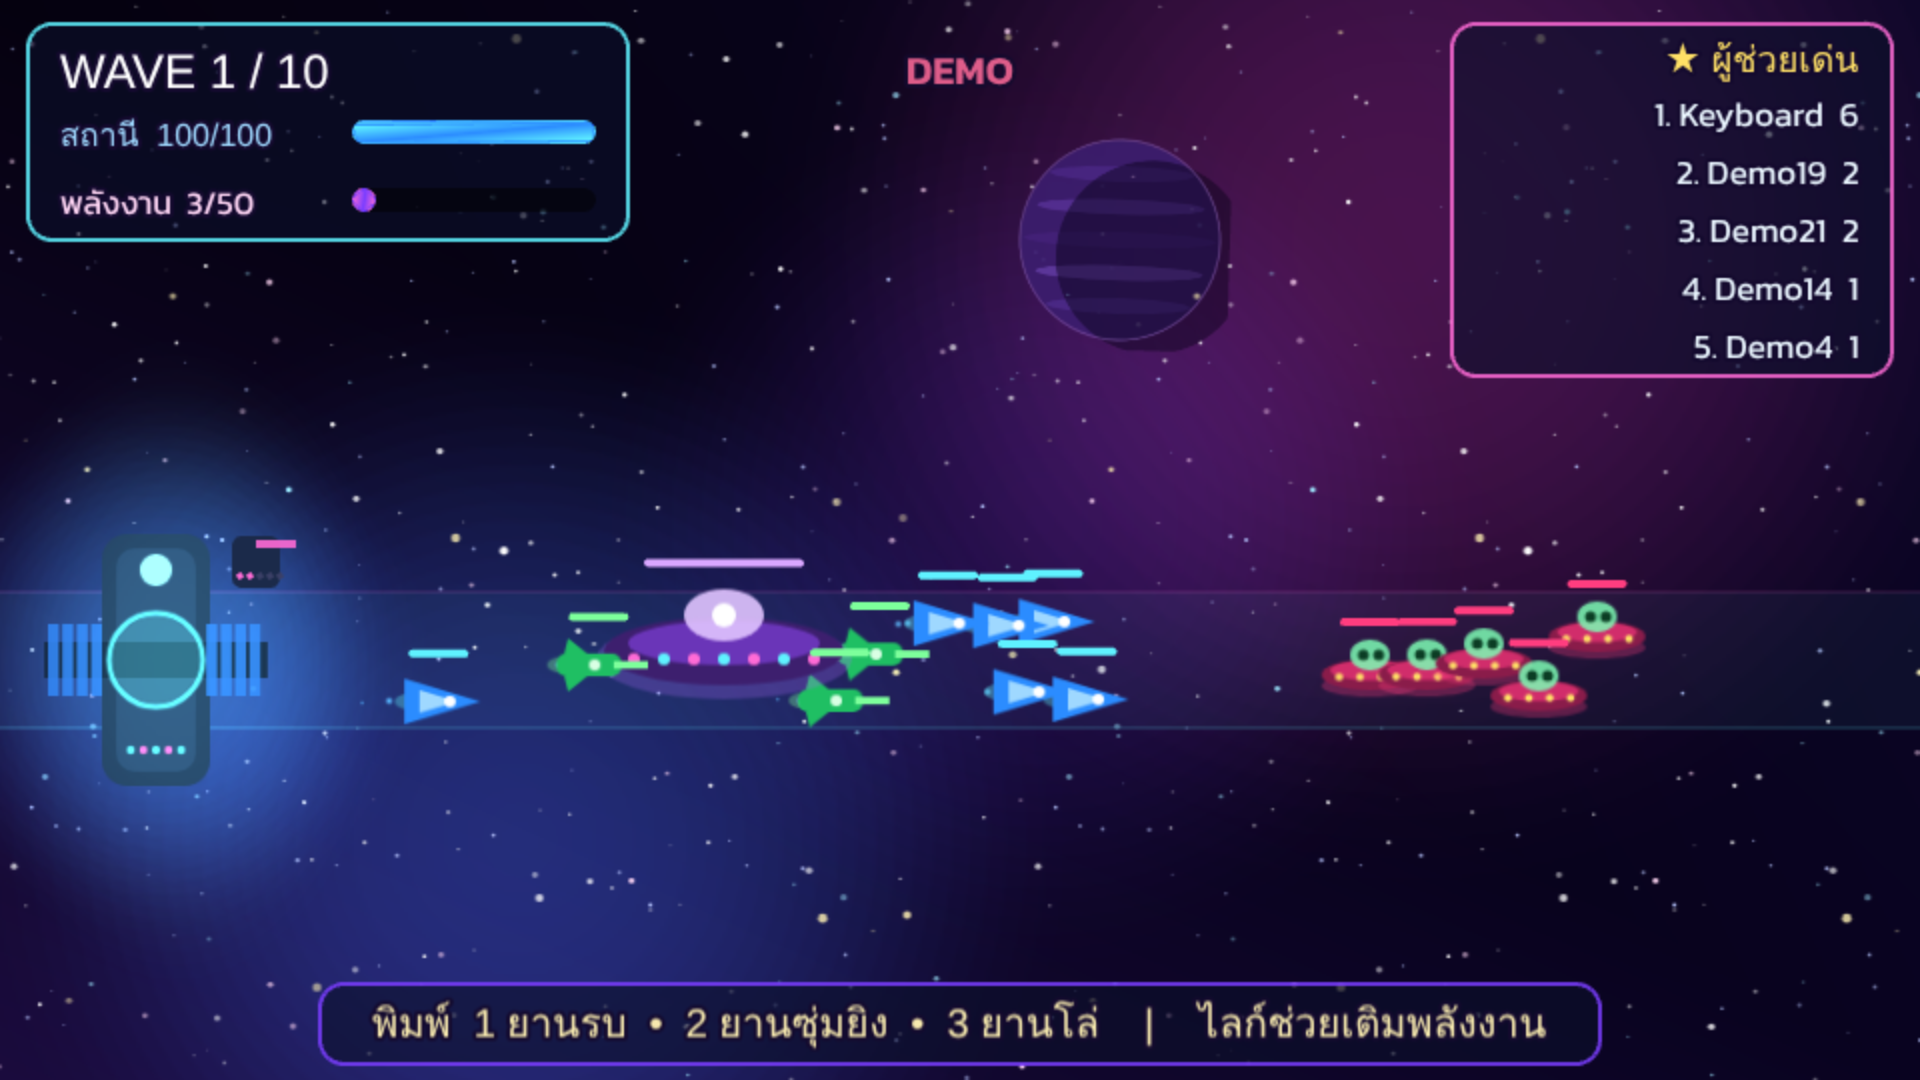 WAVE 1 / 10
สถานี 100/100
พลังงาน 3/50
DEMO
★ ผู้ช่วยเด่น
1. Keyboard 6
2. Demo19 2
3. Demo21 2
4. Demo14 1
5. Demo4 1
พิมพ์ 1 ยานรบ • 2 ยานซุ่มยิง • 3 ยานโล่ | ไลก์ช่วยเติมพลังงาน